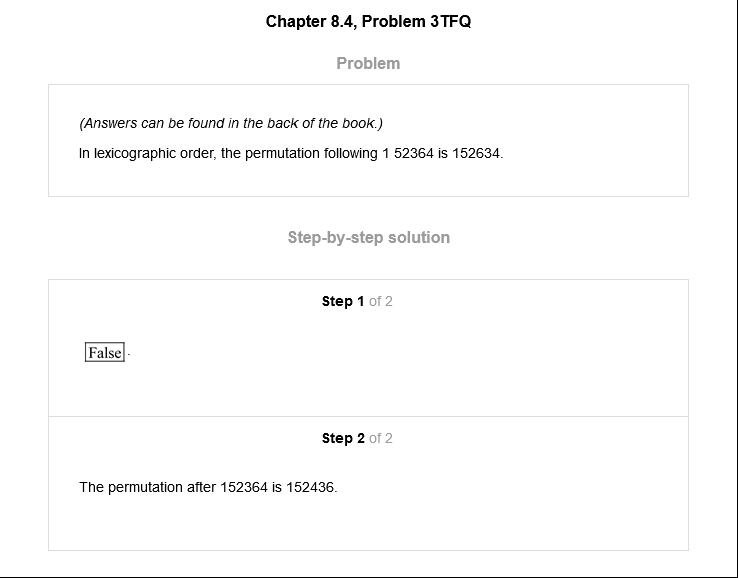 Chapter 8.4, Problem 3TFQ
Problem
(Answers can be found in the back of the book.)
In lexicographic order, the permutation following 1 52364 is 152634.
Step-by-step solution
Step 1 of 2
False.
Step 2 of 2
The permutation after 152364 is 152436.